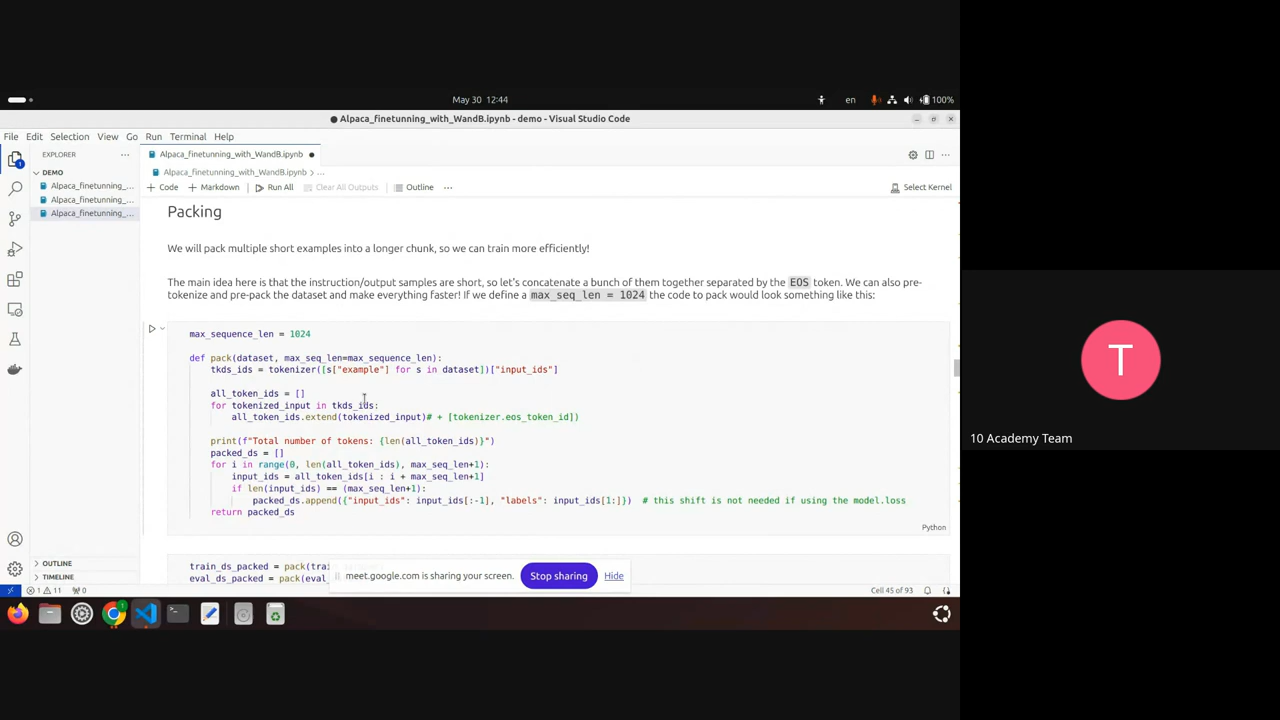 May 30 12:44
en
100%
● Alpaca_finetunning_with_WandB.ipynb - demo - Visual Studio Code
File Edit Selection View Go Run Terminal Help
EXPLORER
Alpaca_finetunning_with_WandB.ipynb ●
DEMO
Alpaca_finetunning_with_WandB.ipynb > ...
Alpaca_finetunning_...
Alpaca_finetunning_...
Alpaca_finetunning_...
+ Code + Markdown Run All Clear All Outputs Outline ... Select Kernel
Packing
We will pack multiple short examples into a longer chunk, so we can train more efficiently!
The main idea here is that the instruction/output samples are short, so let's concatenate a bunch of them together separated by the EOS token. We can also pre-
tokenize and pre-pack the dataset and make everything faster! If we define a max_seq_len = 1024 the code to pack would look something like this:
max_sequence_len = 1024
def pack(dataset, max_seq_len=max_sequence_len):
tkds_ids = tokenizer([s["example"] for s in dataset])["input_ids"]
all_token_ids = []
for tokenized_input in tkds_ids:
all_token_ids.extend(tokenized_input)# + [tokenizer.eos_token_id])
print(f"Total number of tokens: {len(all_token_ids)}")
packed_ds = []
for i in range(0, len(all_token_ids), max_seq_len+1):
input_ids = all_token_ids[i : i + max_seq_len+1]
if len(input_ids) == (max_seq_len+1):
packed_ds.append({"input_ids": input_ids[:-1], "labels": input_ids[1:]}) # this shift is not needed if using the model.loss
return packed_ds
Python
train_ds_packed = pack(trai
eval_ds_packed = pack(eval_
OUTLINE
TIMELINE
meet.google.com is sharing your screen. Stop sharing Hide
1 11 0
Cell 45 of 93
T
10 Academy Team